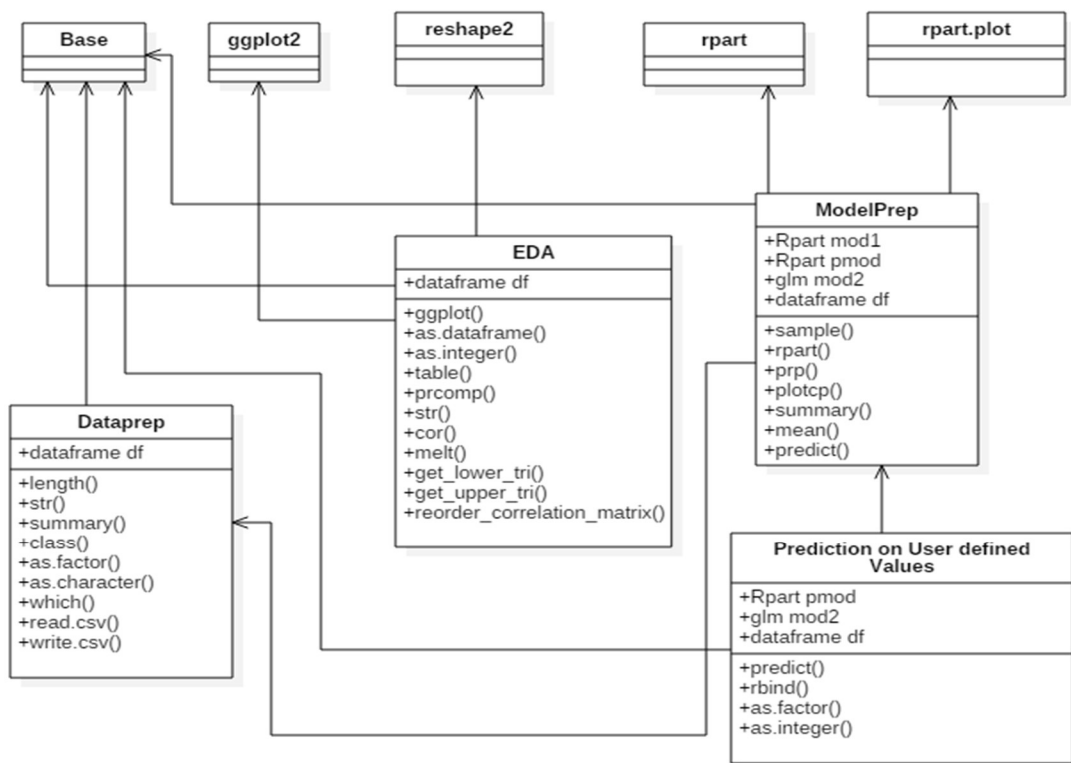 Base
ggplot2
reshape2
rpart
rpart.plot
EDA
+dataframe df
+ggplot()
+as.dataframe()
+as.integer()
+table()
+prcomp()
+str()
+cor()
+melt()
+get_lower_tri()
+get_upper_tri()
+reorder_correlation_matrix()
ModelPrep
+Rpart mod1
+Rpart pmod
+glm mod2
+dataframe df
+sample()
+rpart()
+prp()
+plotcp()
+summary()
+mean()
+predict()
Dataprep
+dataframe df
+length()
+str()
+summary()
+class()
+as.factor()
+as.character()
+which()
+read.csv()
+write.csv()
Prediction on User defined
Values
+Rpart pmod
+glm mod2
+dataframe df
+predict()
+rbind()
+as.factor()
+as.integer()